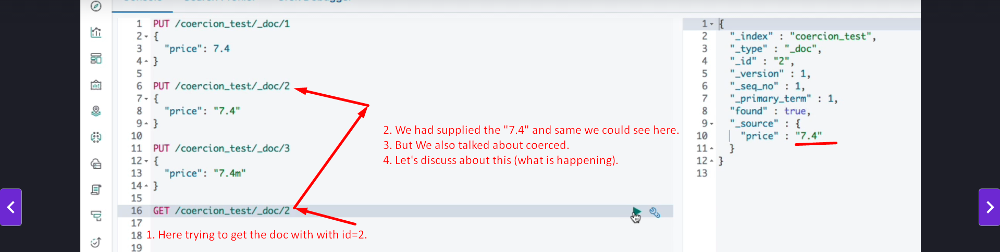 1 PUT /coercion_test/_doc/1
2 {
3 "price": 7.4
4 }
5
6 PUT /coercion_test/_doc/2
7 {
8 "price": "7.4"
9 }
10
11 PUT /coercion_test/_doc/3
12 {
13 "price": "7.4m"
14 }
15
16 GET /coercion_test/_doc/2
17
18
19
1. Here trying to get the doc with with id=2.
2. We had supplied the "7.4" and same we could see here.
3. But We also talked about coerced.
4. Let's discuss about this (what is happening).
1 {
2 "_index" : "coercion_test",
3 "_type" : "_doc",
4 "_id" : "2",
5 "_version" : 1,
6 "_seq_no" : 1,
7 "_primary_term" : 1,
8 "found" : true,
9 "_source" : {
10 "price" : "7.4"
11 }
12 }
13